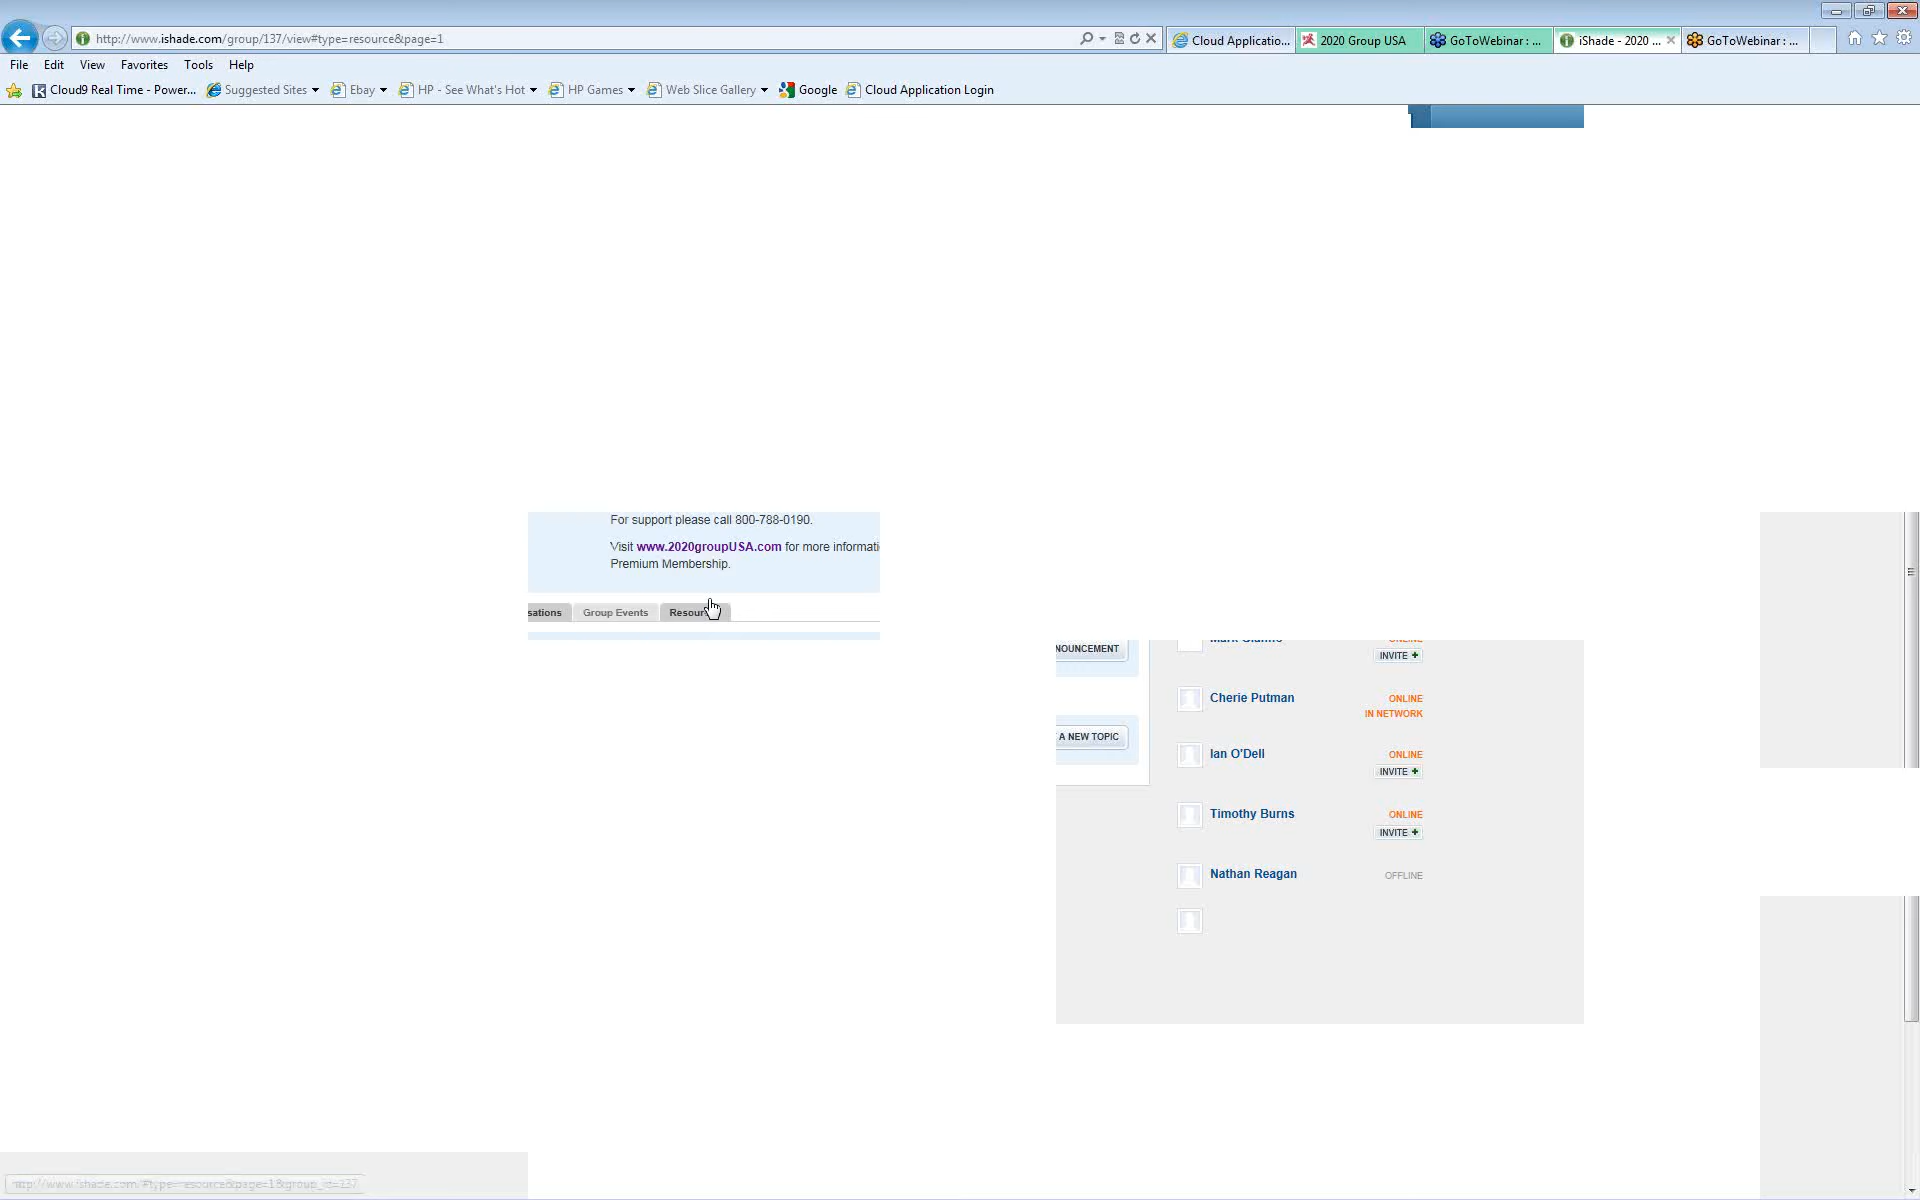 http://www.ishade.com/group/137/view#type=resource&page=1
Cloud Applicatio...
2020 Group USA
GoToWebinar : ...
iShade - 2020 ...
GoToWebinar : ...
File Edit View Favorites Tools Help
Cloud9 Real Time - Power...
Suggested Sites
Ebay
HP - See What's Hot
HP Games
Web Slice Gallery
Google
Cloud Application Login
For support please call 800-788-0190.
Visit www.2020groupUSA.com for more informati
Premium Membership.
sations
Group Events
Resour
NOUNCEMENT
INVITE +
Cherie Putman
ONLINE
IN NETWORK
A NEW TOPIC
Ian O'Dell
ONLINE
INVITE +
Timothy Burns
ONLINE
INVITE +
Nathan Reagan
OFFLINE